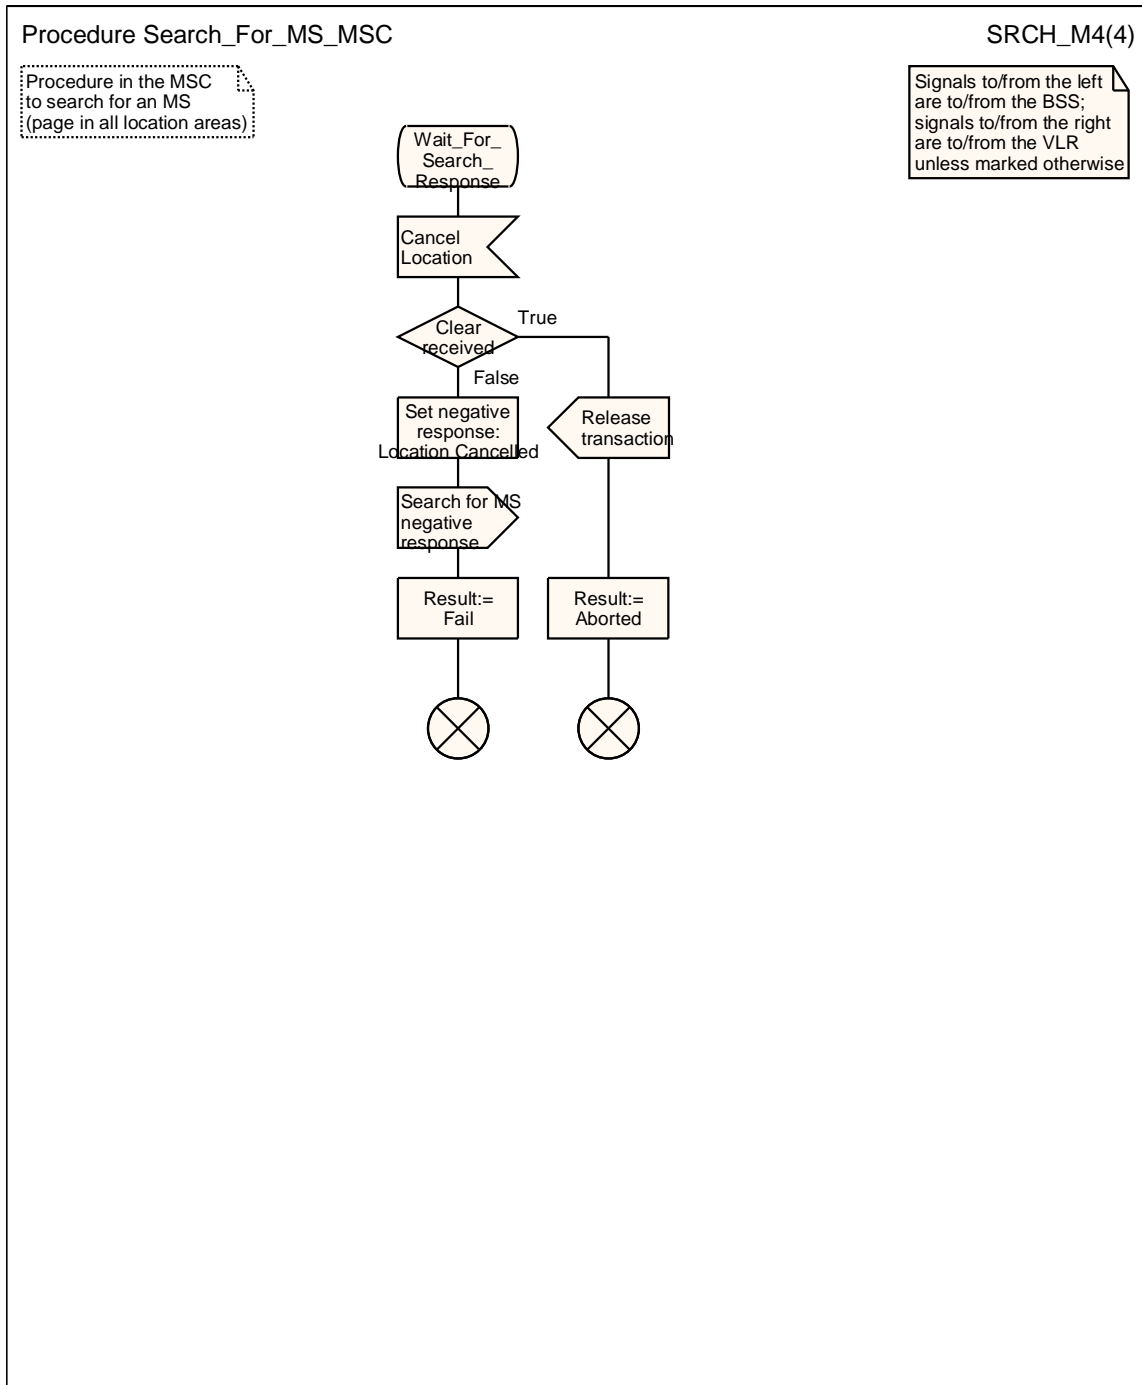 Procedure Search_For_MS_MSC
SRCH_M4(4)
Procedure in the MSC
to search for an MS
(page in all location areas)
Signals to/from the left
are to/from the BSS;
signals to/from the right
are to/from the VLR
unless marked otherwise
Wait_For_
Search_
Response
Cancel
Location
Clear
received
True
False
Set negative
response:
Location Cancelled
Release
transaction
Search for MS
negative
response
Result:=
Fail
Result:=
Aborted